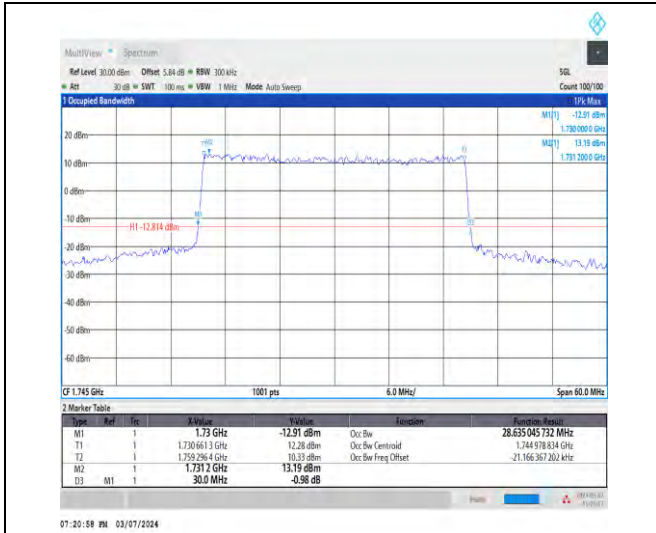 MultiView Spectrum
Ref Level 30.00 dBm Offset 5.84 dB RBW 300 kHz SGL
Att 30 dB SWT 100 ms VBW 1 MHz Mode Auto Sweep Count 100/100
1 Occupied Bandwidth 1Pk Max
M1[1] -12.91 dBm
1.730 000 0 GHz
M2[1] 13.19 dBm
1.731 200 0 GHz
20 dBm
10 dBm
0 dBm
-10 dBm
H1 -12.814 dBm
-20 dBm
-30 dBm
-40 dBm
-50 dBm
-60 dBm
CF 1.745 GHz 1001 pts 6.0 MHz/ Span 60.0 MHz
2 Marker Table
Type Ref Trc X-Value Y-Value Function Function Result
M1 1 1.73 GHz -12.91 dBm Occ Bw 28.635 045 732 MHz
T1 1 1.730 661 3 GHz 12.28 dBm Occ Bw Centroid 1.744 978 834 GHz
T2 1 1.759 296 4 GHz 10.33 dBm Occ Bw Freq Offset -21.166 367 202 kHz
M2 1 1.731 2 GHz 13.19 dBm
D3 M1 1 30.0 MHz -0.98 dB
07:20:58 PM 03/07/2024